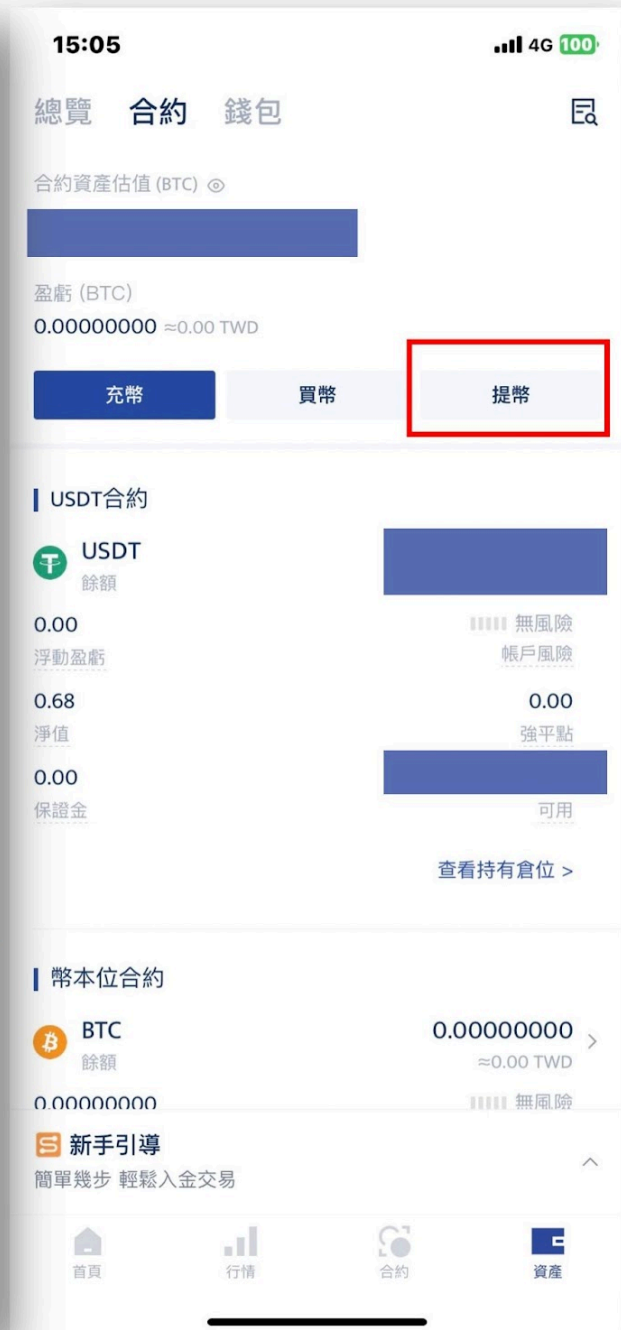 15:05 4G 100
總覽 合約 錢包
合約資產估值 (BTC)
盈虧 (BTC)
0.00000000 ≈0.00 TWD
充幣 買幣 提幣
USDT合約
USDT
餘額
0.00 無風險
浮動盈虧 帳戶風險
0.68 0.00
淨值 強平點
0.00
保證金 可用
查看持有倉位 >
幣本位合約
BTC 0.00000000 >
餘額 ≈0.00 TWD
0.00000000 無風險
新手引導
簡單幾步 輕鬆入金交易
首頁 行情 合約 資產